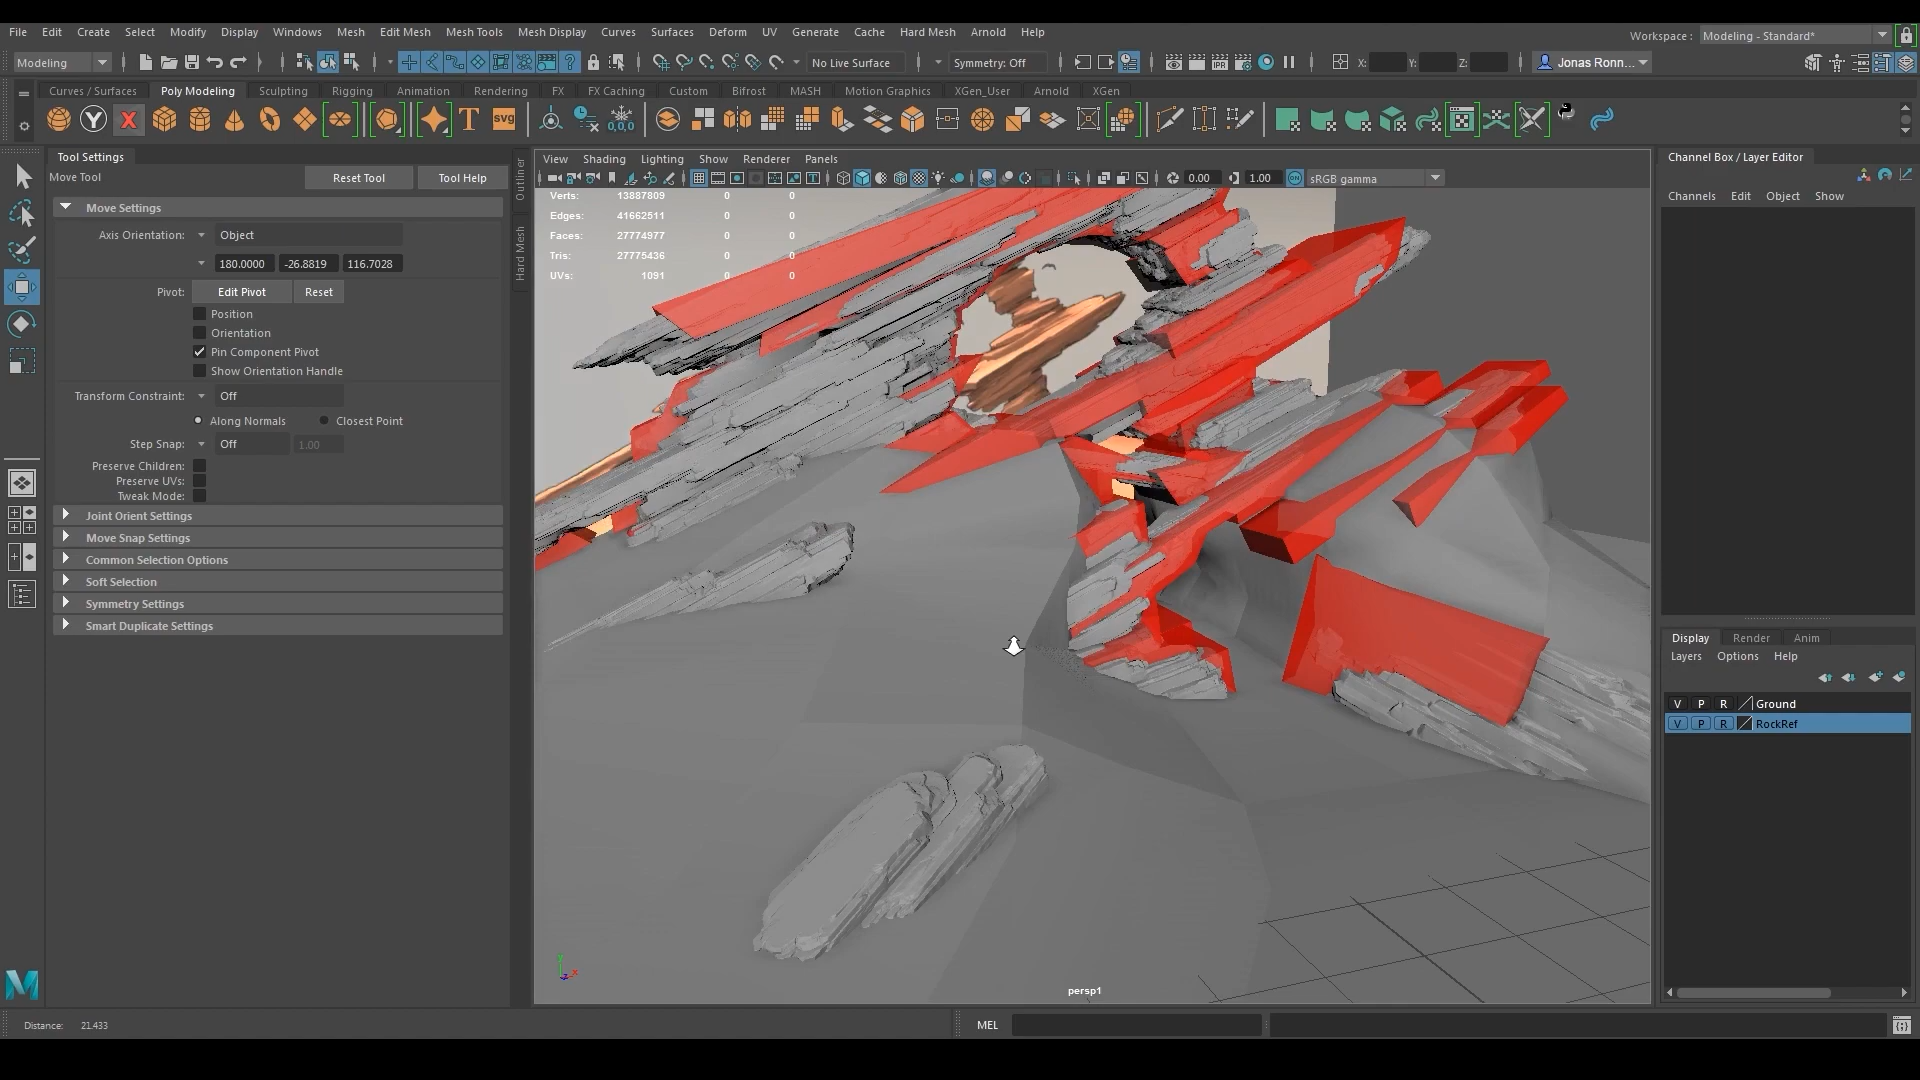 File Edit Create Select Modify Display Windows Mesh Edit Mesh Mesh Tools Mesh Display Curves Surfaces Deform UV Generate Cache Hard Mesh Arnold Help
Workspace : Modeling - Standard*
Modeling No Live Surface Symmetry: Off IPR X: Y: Z: Jonas Ronn...
Curves / Surfaces Poly Modeling Sculpting Rigging Animation Rendering FX FX Caching Custom Bifrost MASH Motion Graphics XGen_User Arnold XGen
Y X T SVG 0,0,0
Tool Settings
Move Tool Reset Tool Tool Help
Move Settings
Axis Orientation: Object
180.0000 -26.8819 116.7028
Pivot: Edit Pivot Reset
Position
Orientation
Pin Component Pivot
Show Orientation Handle
Transform Constraint: Off
Along Normals Closest Point
Step Snap: Off 1.00
Preserve Children:
Preserve UVs:
Tweak Mode:
Joint Orient Settings
Move Snap Settings
Common Selection Options
Soft Selection
Symmetry Settings
Smart Duplicate Settings
Outliner
Hard Mesh
View Shading Lighting Show Renderer Panels
0.00 1.00 ON sRGB gamma
Verts: 13887809 0 0
Edges: 41662511 0 0
Faces: 27774977 0 0
Tris: 27775436 0 0
UVs: 1091 0 0
persp1
Channel Box / Layer Editor
Channels Edit Object Show
Display Render Anim
Layers Options Help
V P R Ground
V P R RockRef
Distance: 21.433
MEL